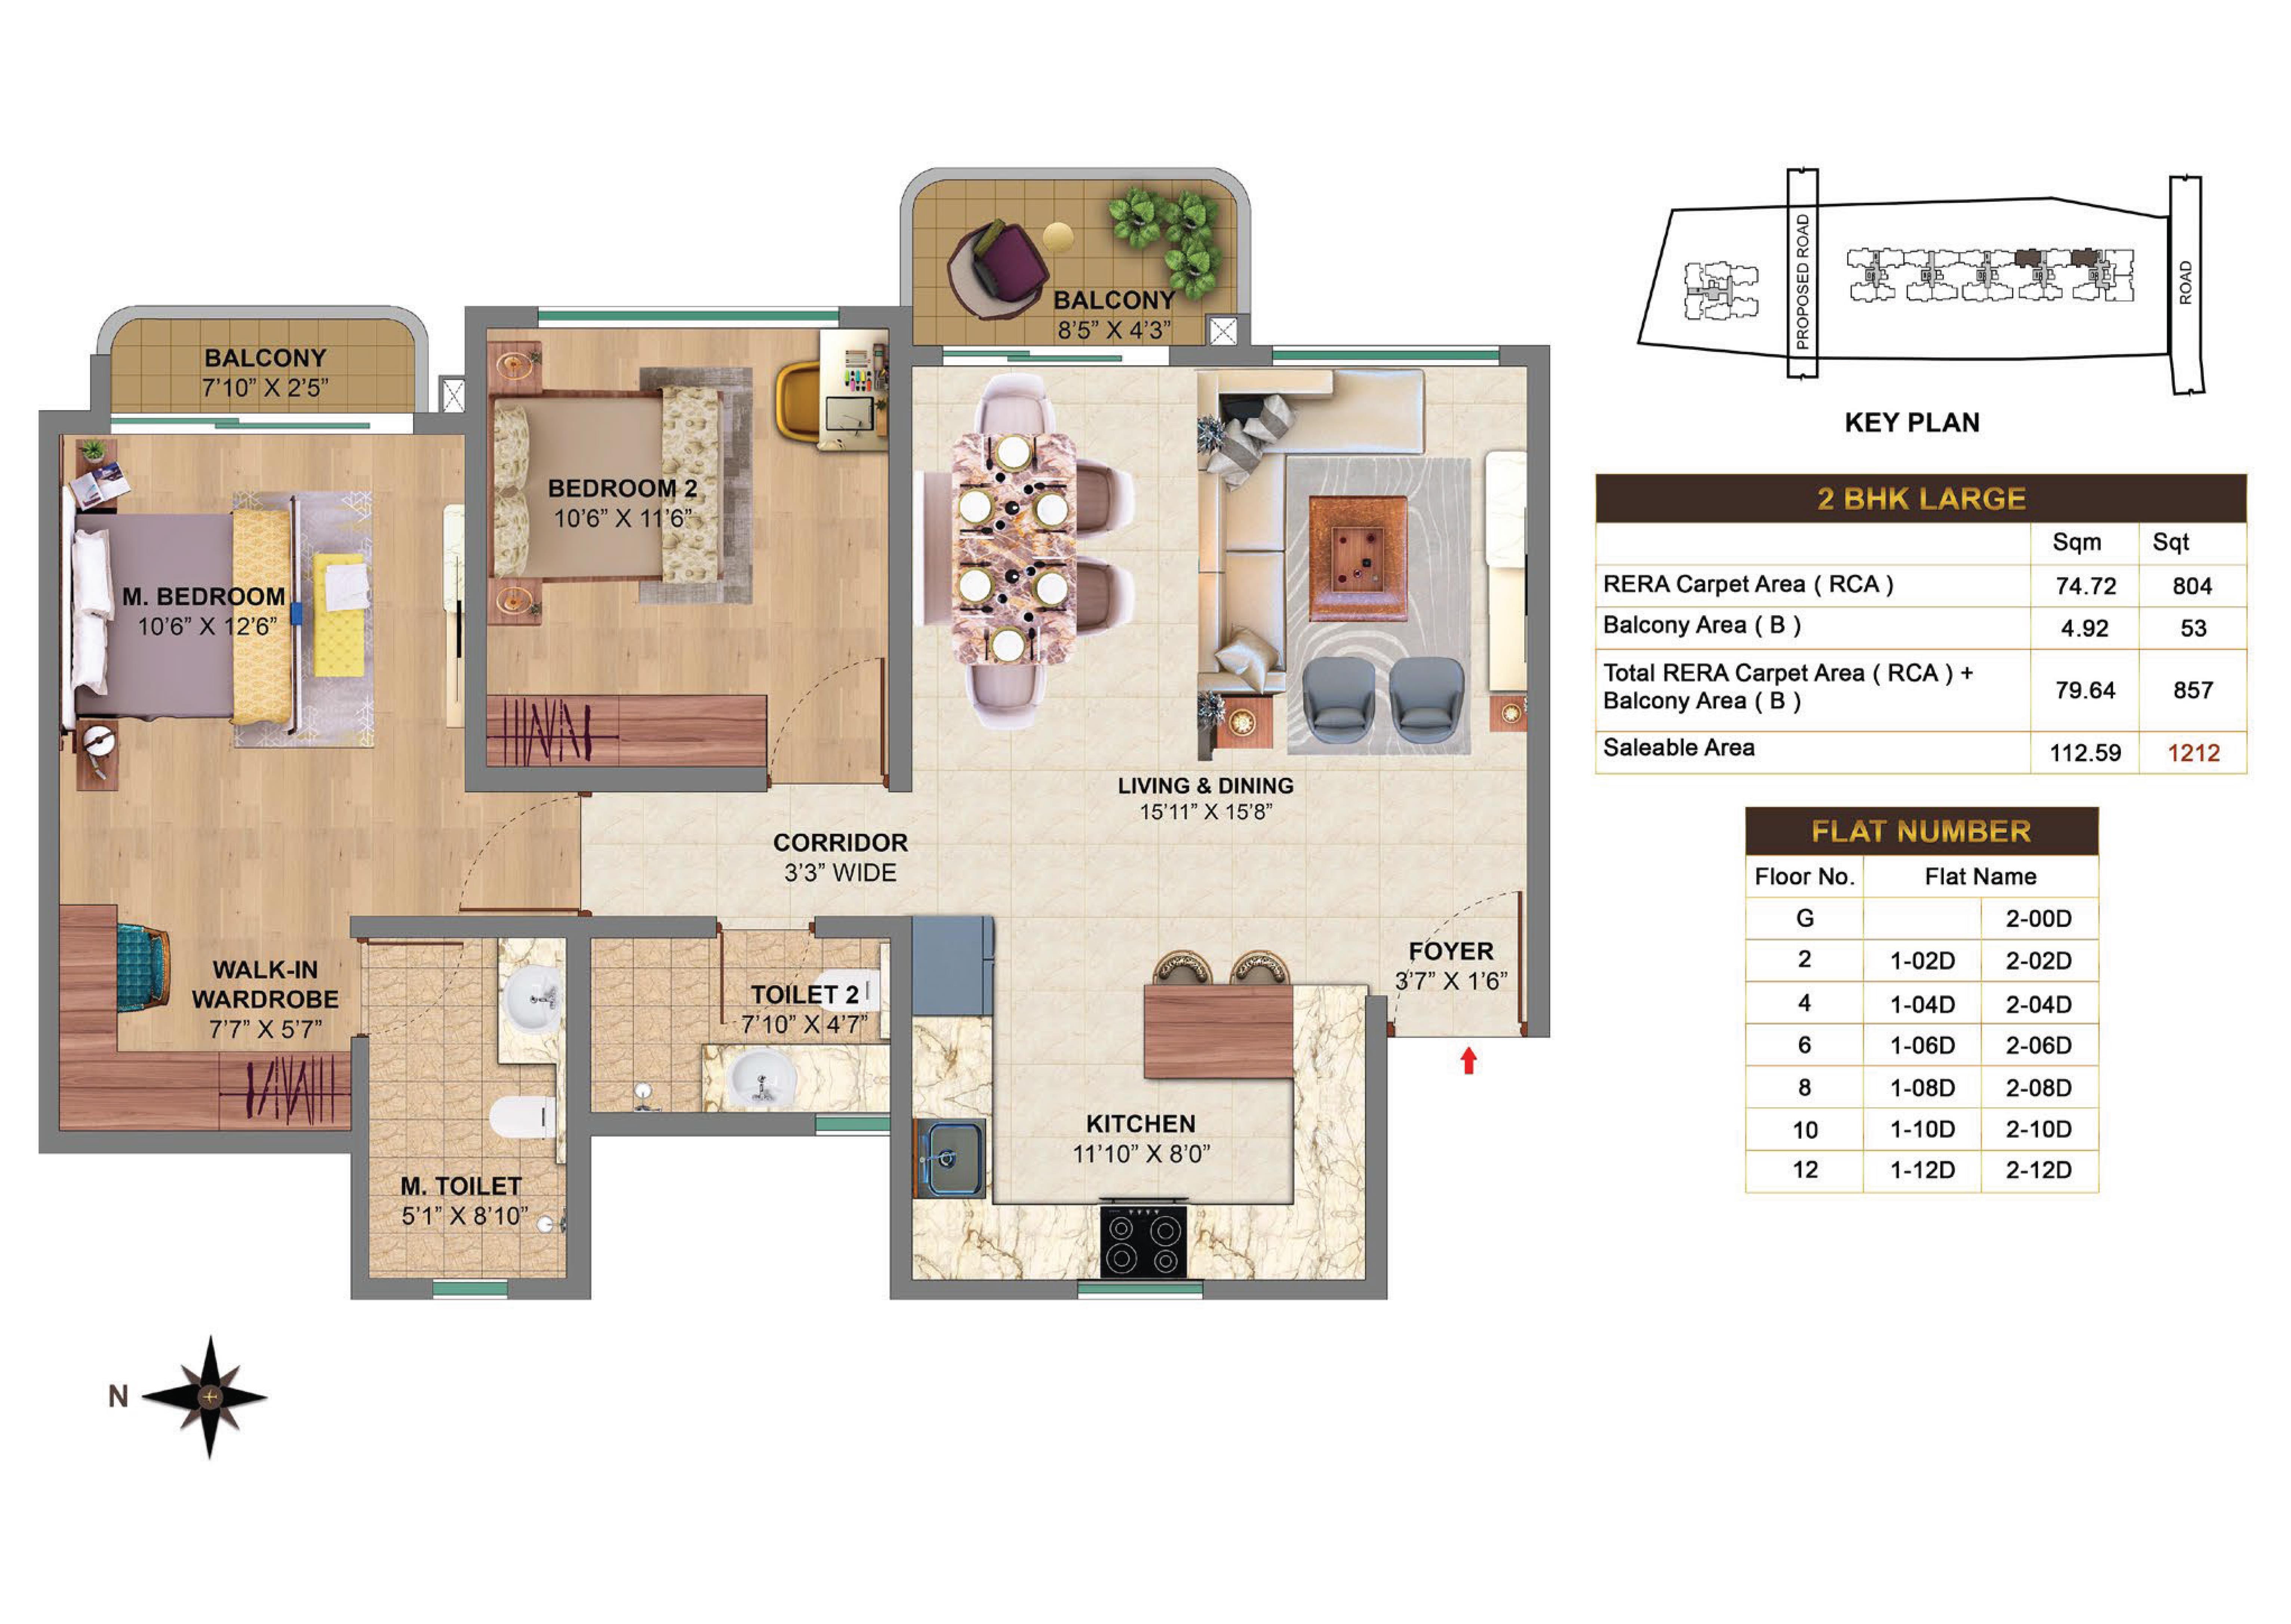 BALCONY
7'10” X 2'5”
BALCONY
8'5” X 4'3”
BEDROOM 2
10'6” X 11'6”
M. BEDROOM
10'6” X 12'6”
LIVING & DINING
15'11” X 15'8”
CORRIDOR
3'3” WIDE
FOYER
3'7” X 1'6”
WALK-IN
WARDROBE
7'7” X 5'7”
TOILET 2
7'10” X 4'7”
KITCHEN
11'10” X 8'0”
M. TOILET
5'1” X 8'10”
N
PROPOSED ROAD
ROAD
KEY PLAN
2 BHK LARGE
Sqm Sqt
RERA Carpet Area ( RCA ) 74.72 804
Balcony Area ( B ) 4.92 53
Total RERA Carpet Area ( RCA ) +
Balcony Area ( B ) 79.64 857
Saleable Area 112.59 1212
FLAT NUMBER
Floor No. Flat Name
G 2-00D
2 1-02D 2-02D
4 1-04D 2-04D
6 1-06D 2-06D
8 1-08D 2-08D
10 1-10D 2-10D
12 1-12D 2-12D